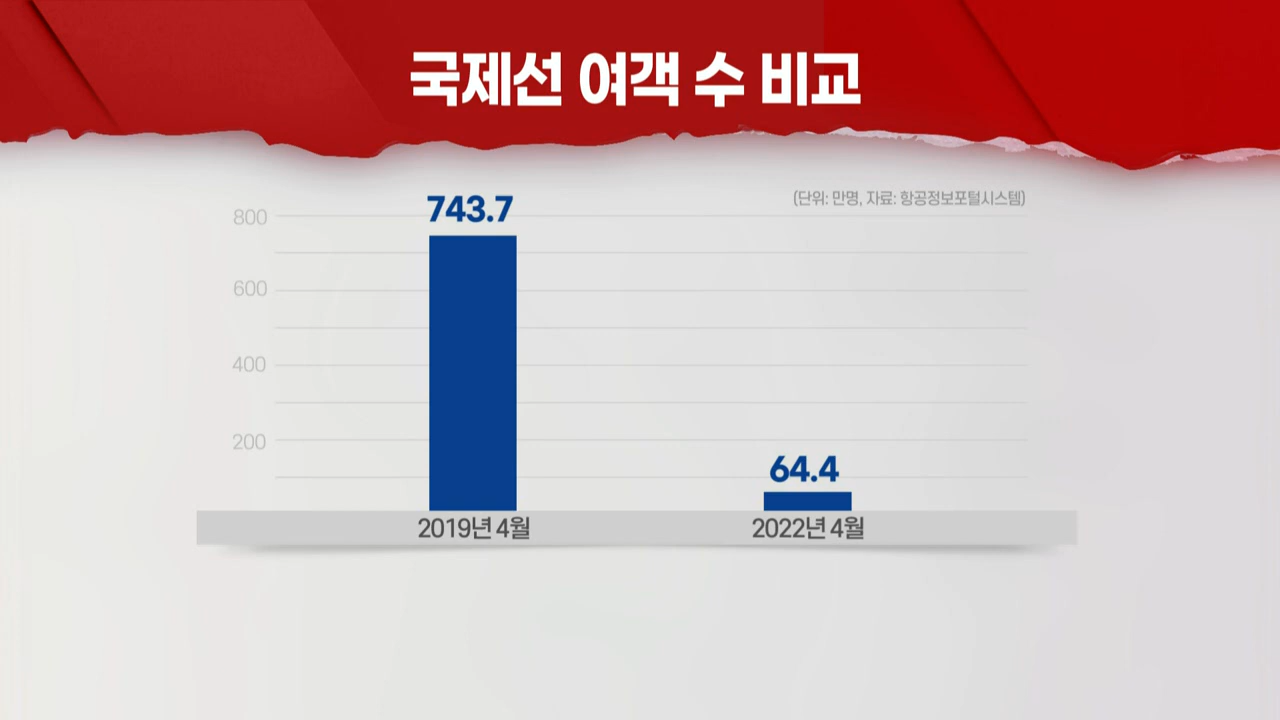 국제선 여객 수 비교
(단위: 만명, 자료: 항공정보포털시스템)
800
743.7
600
400
200
64.4
2019년 4월
2022년 4월